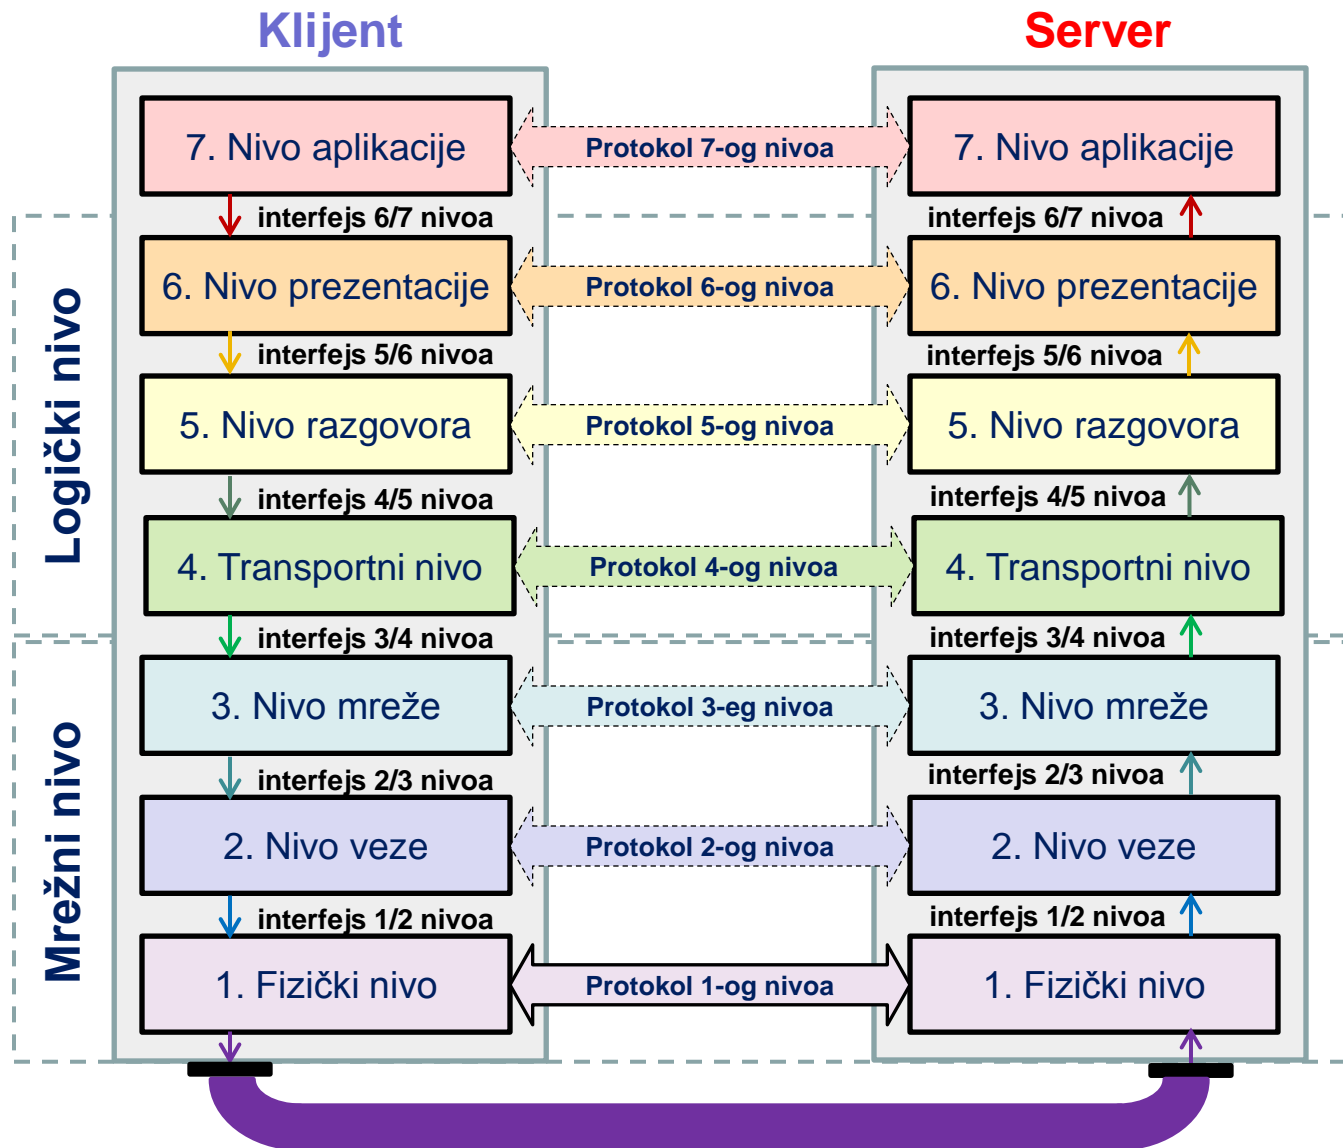 Klijent
Server
7. Nivo aplikacije
Protokol 7-og nivoa
7. Nivo aplikacije
interfejs 6/7 nivoa
interfejs 6/7 nivoa
6. Nivo prezentacije
Protokol 6-og nivoa
6. Nivo prezentacije
interfejs 5/6 nivoa
interfejs 5/6 nivoa
5. Nivo razgovora
Protokol 5-og nivoa
5. Nivo razgovora
interfejs 4/5 nivoa
interfejs 4/5 nivoa
4. Transportni nivo
Protokol 4-og nivoa
4. Transportni nivo
Logički nivo
interfejs 3/4 nivoa
interfejs 3/4 nivoa
3. Nivo mreže
Protokol 3-eg nivoa
3. Nivo mreže
interfejs 2/3 nivoa
interfejs 2/3 nivoa
2. Nivo veze
Protokol 2-og nivoa
2. Nivo veze
interfejs 1/2 nivoa
interfejs 1/2 nivoa
1. Fizički nivo
Protokol 1-og nivoa
1. Fizički nivo
Mrežni nivo